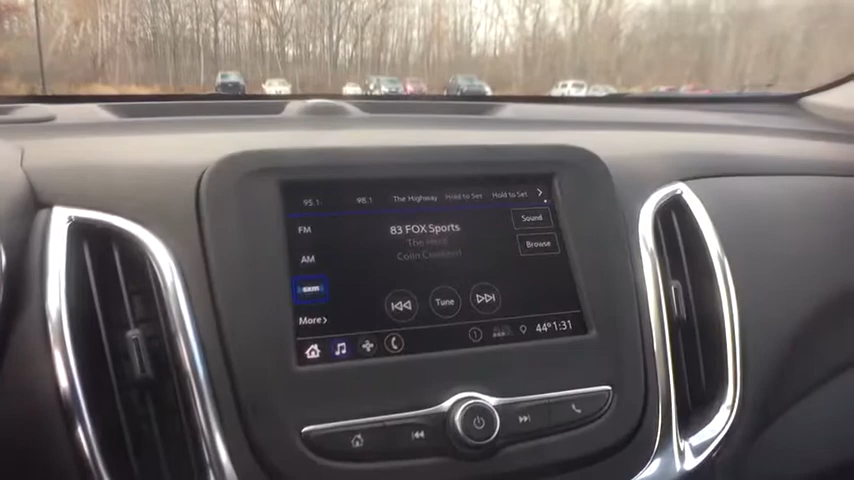 95.1 98.1 The Highway Hold to Set Hold to Set
FM
83 FOX Sports
Sound
The Herd
AM
Browse
Colin Cowherd
SXM
Tune
More
44° 1:31